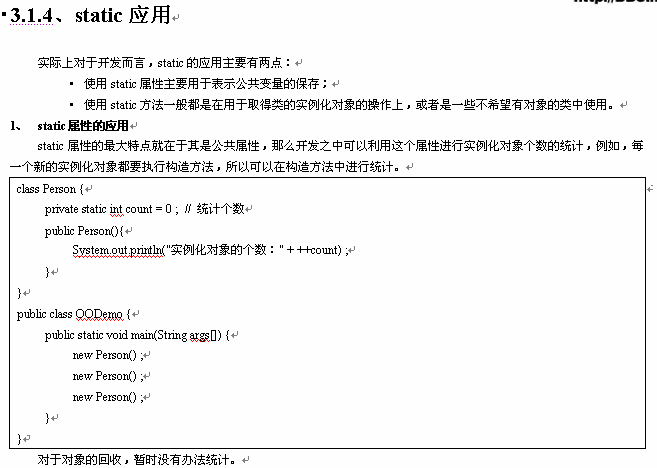 3.1.4、static 应用
实际上对于开发而言，static 的应用主要有两点：
• 使用 static 属性主要用于表示公共变量的保存；
• 使用 static 方法一般都是在用于取得类的实例化对象的操作上，或者是一些不希望有对象的类中使用。
1、 static 属性的应用
static 属性的最大特点就在于其是公共属性，那么开发之中可以利用这个属性进行实例化对象个数的统计，例如，每
一个新的实例化对象都要执行构造方法，所以可以在构造方法中进行统计。
class Person {
private static int count = 0 ; // 统计个数
public Person(){
System.out.println("实例化对象的个数：" + ++count) ;
}
}
public class OODemo {
public static void main(String args[]) {
new Person() ;
new Person() ;
new Person() ;
}
}
对于对象的回收，暂时没有办法统计。